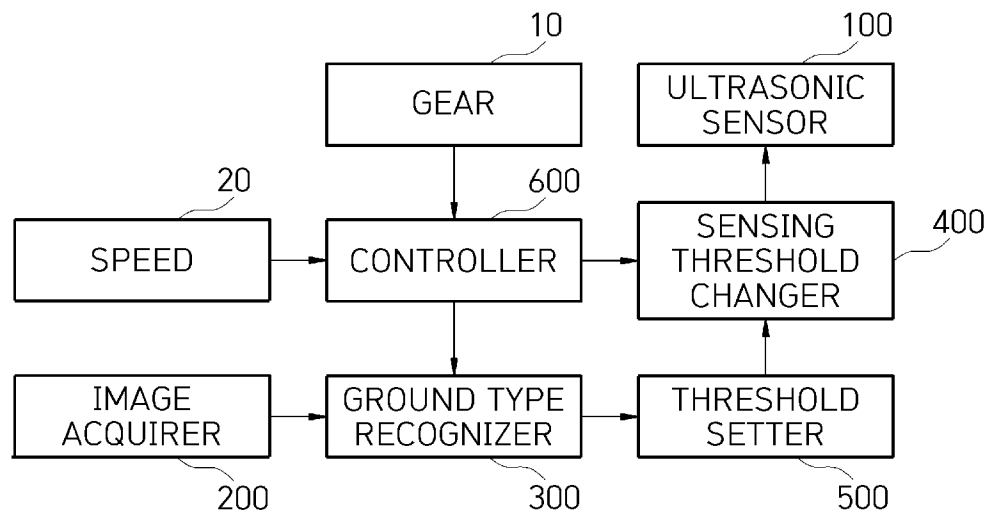 10
100
GEAR
ULTRASONIC
SENSOR
20
600
400
SPEED
CONTROLLER
SENSING
THRESHOLD
CHANGER
IMAGE
ACQUIRER
GROUND TYPE
RECOGNIZER
THRESHOLD
SETTER
200
300
500